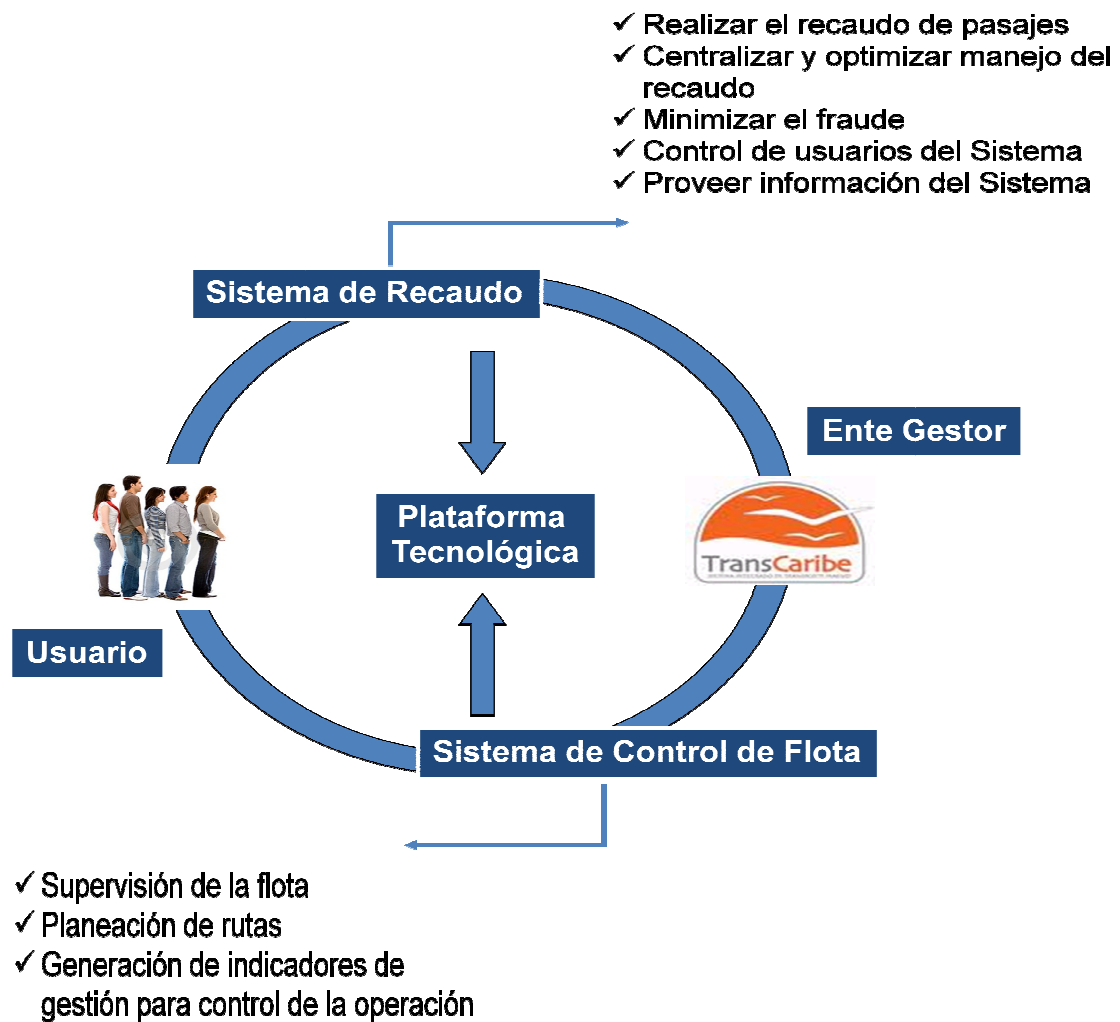 ✓ Realizar el recaudo de pasajes
✓ Centralizar y optimizar manejo del
recaudo
✓ Minimizar el fraude
✓ Control de usuarios del Sistema
✓ Proveer información del Sistema
Sistema de Recaudo
Ente Gestor
Plataforma
Tecnológica
TransCaribe
Usuario
Sistema de Control de Flota
✓ Supervisión de la flota
✓ Planeación de rutas
✓ Generación de indicadores de
gestión para control de la operación